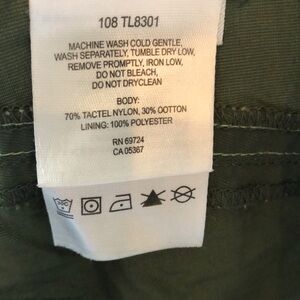 108 TL8301
MACHINE WASH COLD GENTLE,
WASH SEPARATELY, TUMBLE DRY LOW,
REMOVE PROMPTLY, IRON LOW,
DO NOT BLEACH,
DO NOT DRYCLEAN
BODY:
70% TACTEL NYLON, 30% COTTON
LINING: 100% POLYESTER
RN 69724
CA 05367